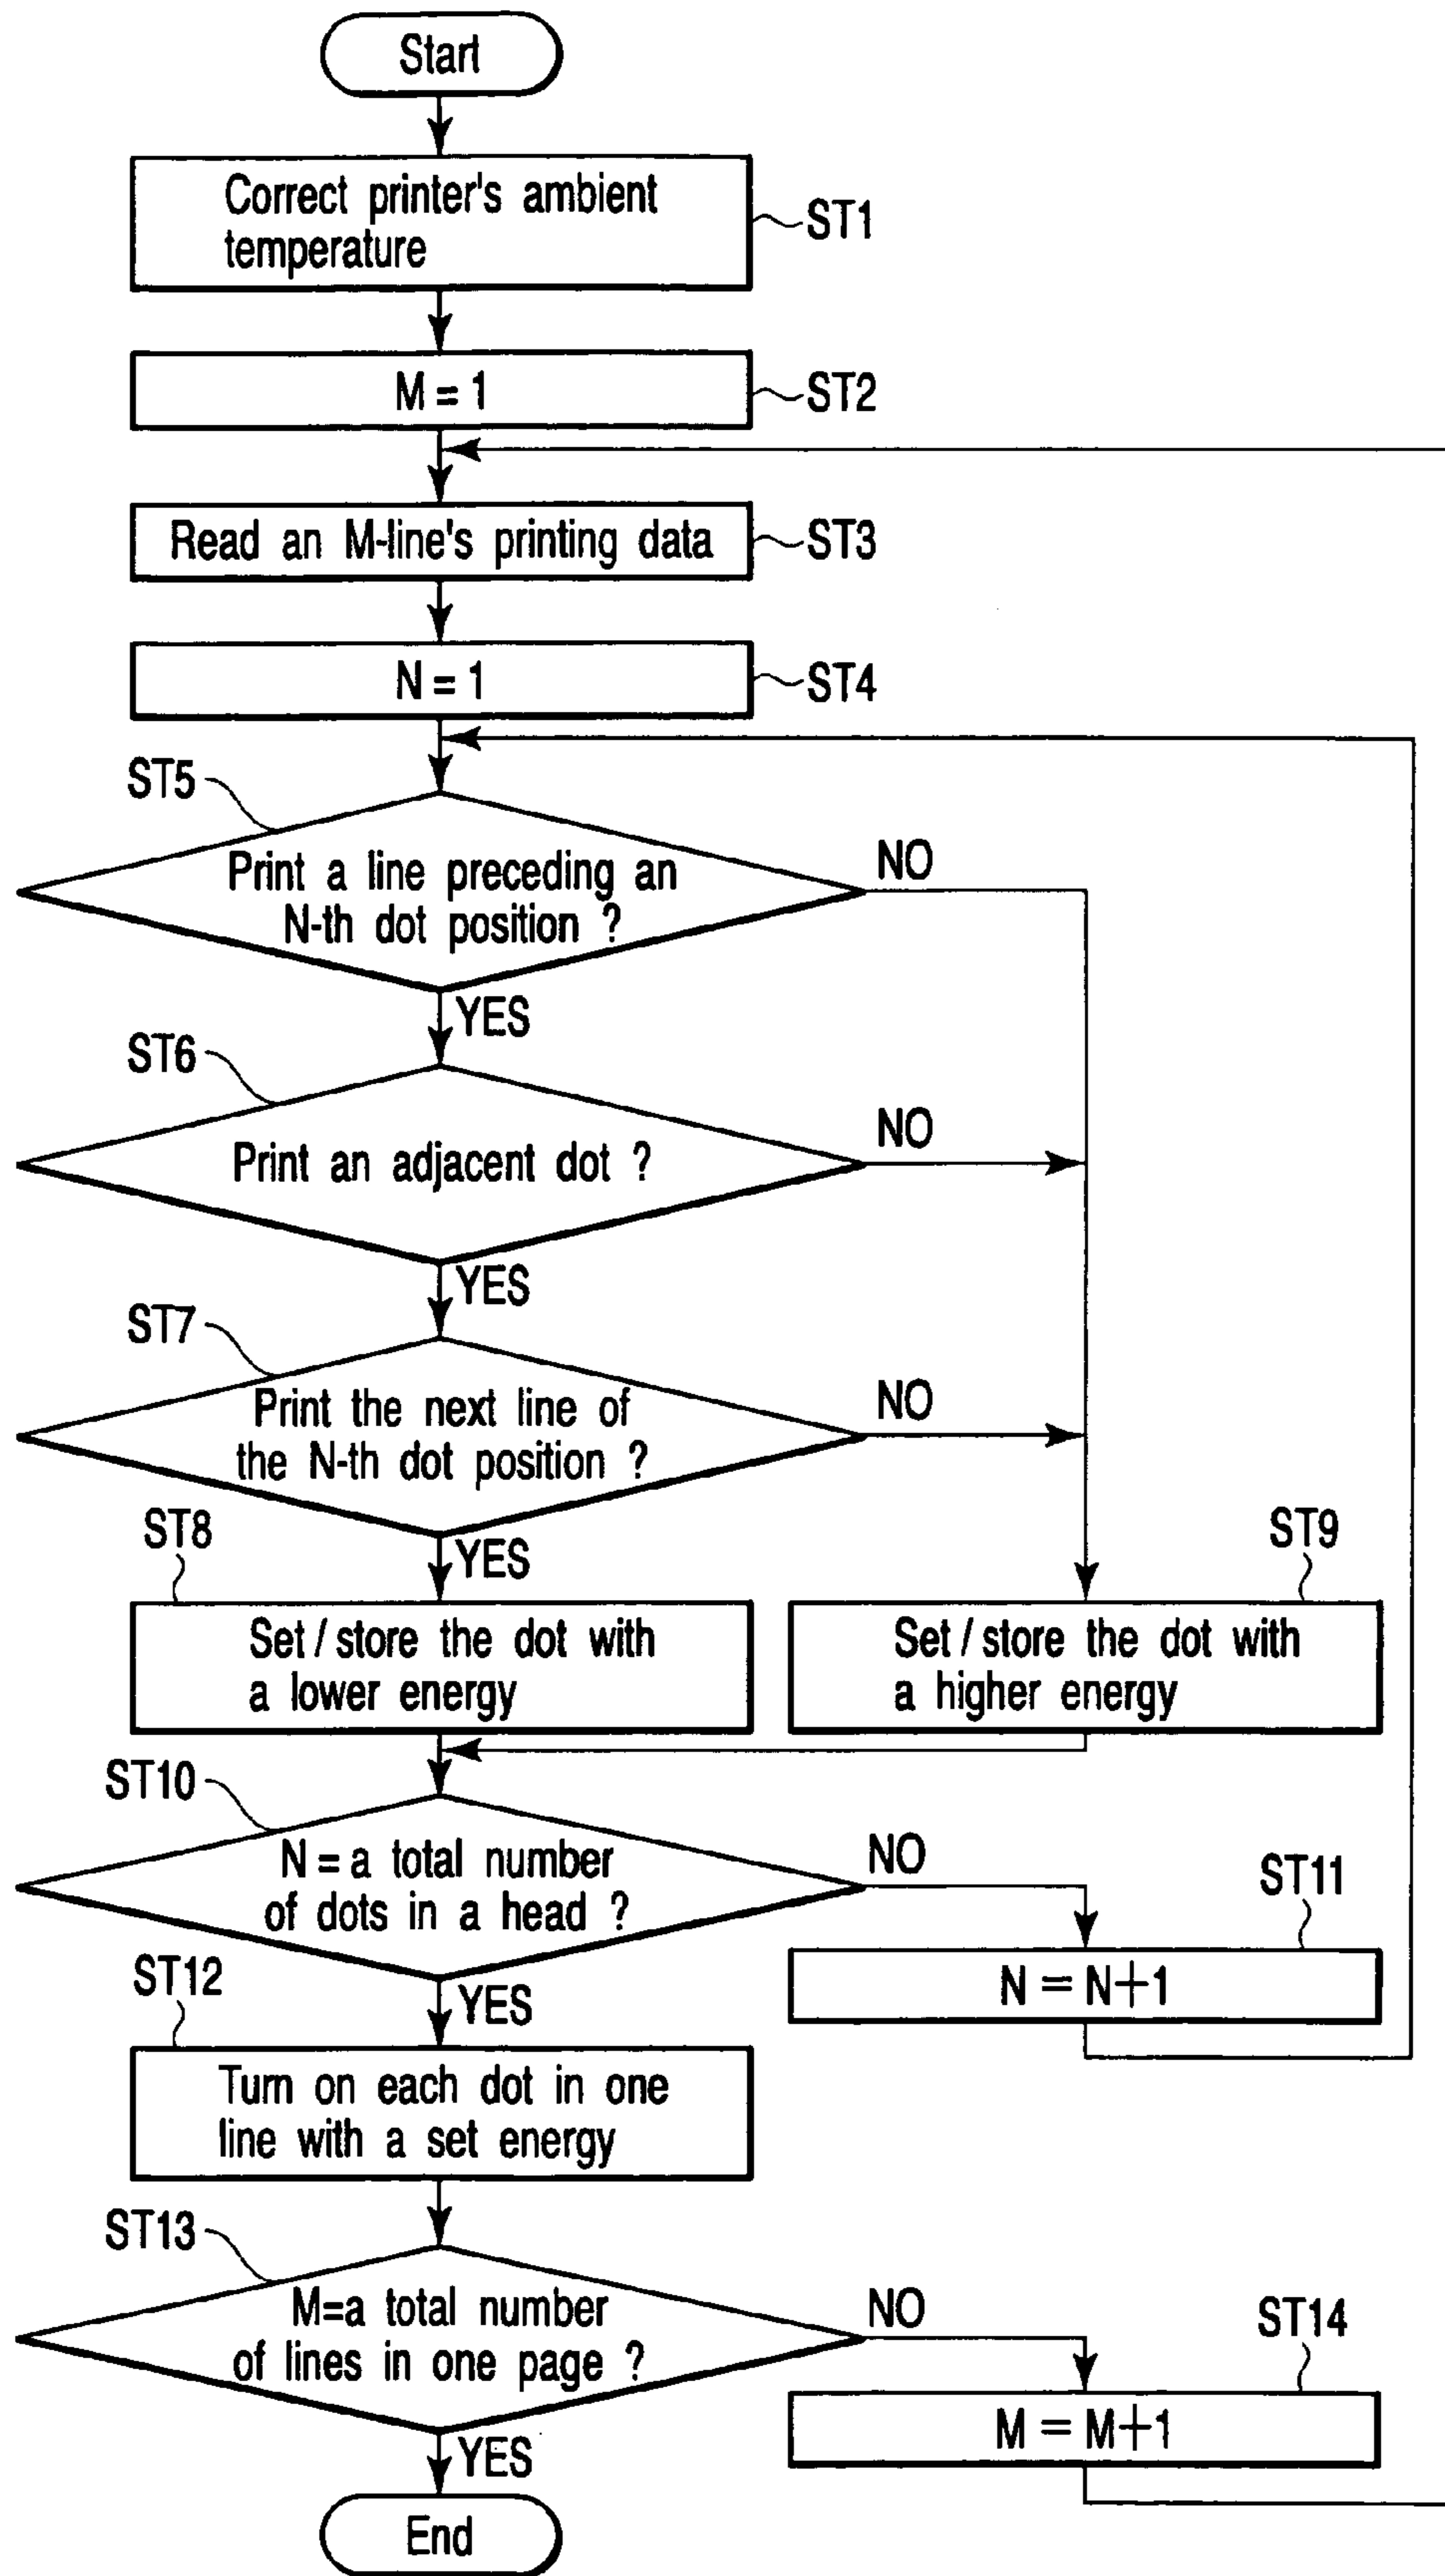 Start
Correct printer's ambient
temperature
ST1
M = 1
ST2
Read an M-line's printing data
ST3
N = 1
ST4
ST5
Print a line preceding an
N-th dot position ?
NO
YES
ST6
Print an adjacent dot ?
NO
YES
ST7
Print the next line of
the N-th dot position ?
NO
YES
ST8
Set / store the dot with
a lower energy
ST9
Set / store the dot with
a higher energy
ST10
N = a total number
of dots in a head ?
NO
ST11
N = N+1
YES
ST12
Turn on each dot in one
line with a set energy
ST13
M=a total number
of lines in one page ?
NO
ST14
M = M+1
YES
End